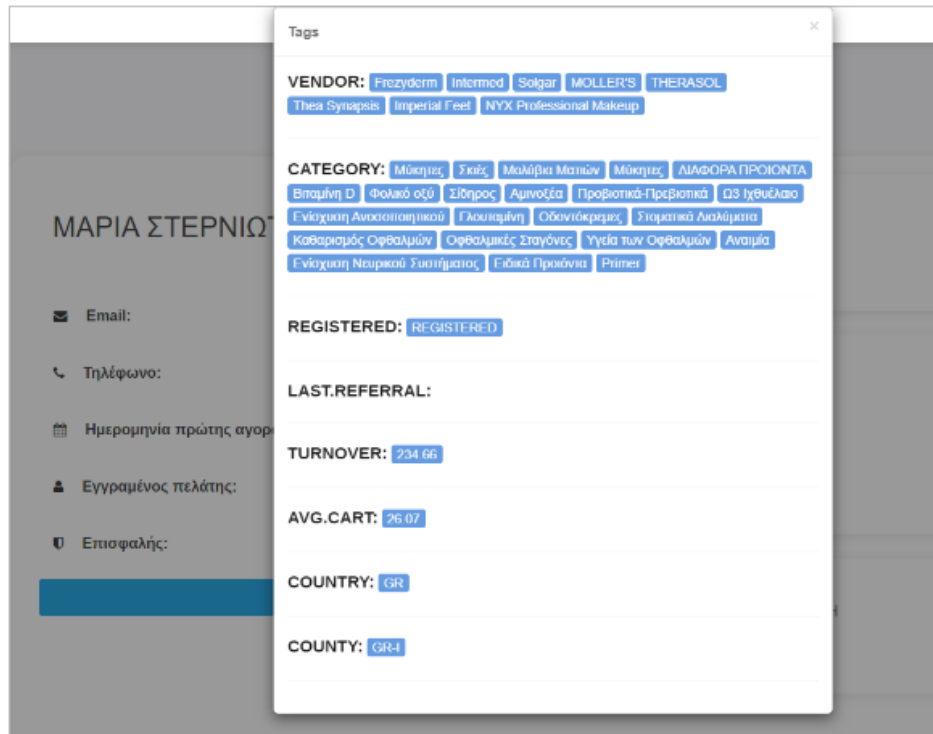 Tags
×
VENDOR: Frezyderm Intermed Solgar MOLLER'S THERASOL
Thea Synapsis Imperial Feet NYX Professional Makeup
CATEGORY: Μύκητες Σκιές Μολύβια Ματιών Μύκητες ΔΙΑΦΟΡΑ ΠΡΟΙΟΝΤΑ
Βιταμίνη D Φολικό οξύ Σίδηρος Αμινοξέα Προβιοτικά-Πρεβιοτικά Ω3 Ιχθυέλαιο
Ενίσχυση Ανοσοποιητικού Γλουταμίνη Οδοντόκρεμες Στοματικά Διαλύματα
Καθαρισμός Οφθαλμών Οφθαλμικές Σταγόνες Υγεία των Οφθαλμών Αναιμία
Ενίσχυση Νευρικού Συστήματος Ειδικά Προιόντα Primer
REGISTERED: REGISTERED
LAST.REFERRAL:
TURNOVER: 234.66
AVG.CART: 26.07
COUNTRY: GR
COUNTY: GR-I
ΜΑΡΙΑ ΣΤΕΡΝΙΩΤ
Email:
Τηλέφωνο:
Ημερομηνία πρώτης αγορ
Εγγραμένος πελάτης:
Επισφαλής: